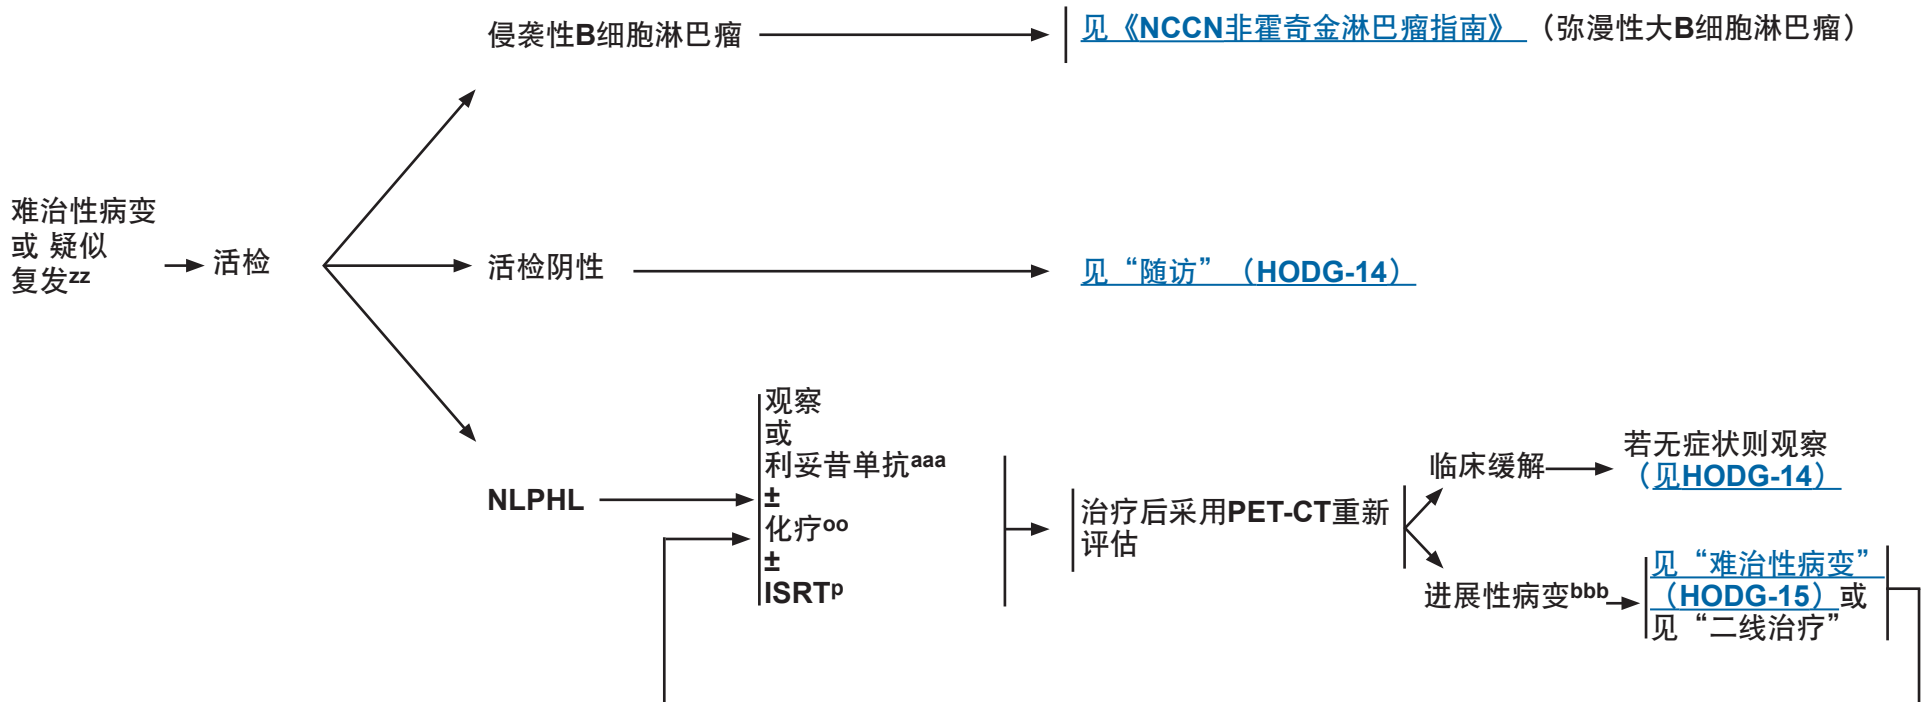 侵袭性B细胞淋巴瘤
见《NCCN非霍奇金淋巴瘤指南》（弥漫性大B细胞淋巴瘤）
难治性病变
或 疑似
复发zz
活检
活检阴性
见“随访”（HODG-14）
NLPHL
观察
或
利妥昔单抗aaa
±
化疗oo
±
ISRTp
治疗后采用PET-CT重新
评估
临床缓解
若无症状则观察
（见HODG-14）
进展性病变bbb
见“难治性病变”
（HODG-15）或
见“二线治疗”